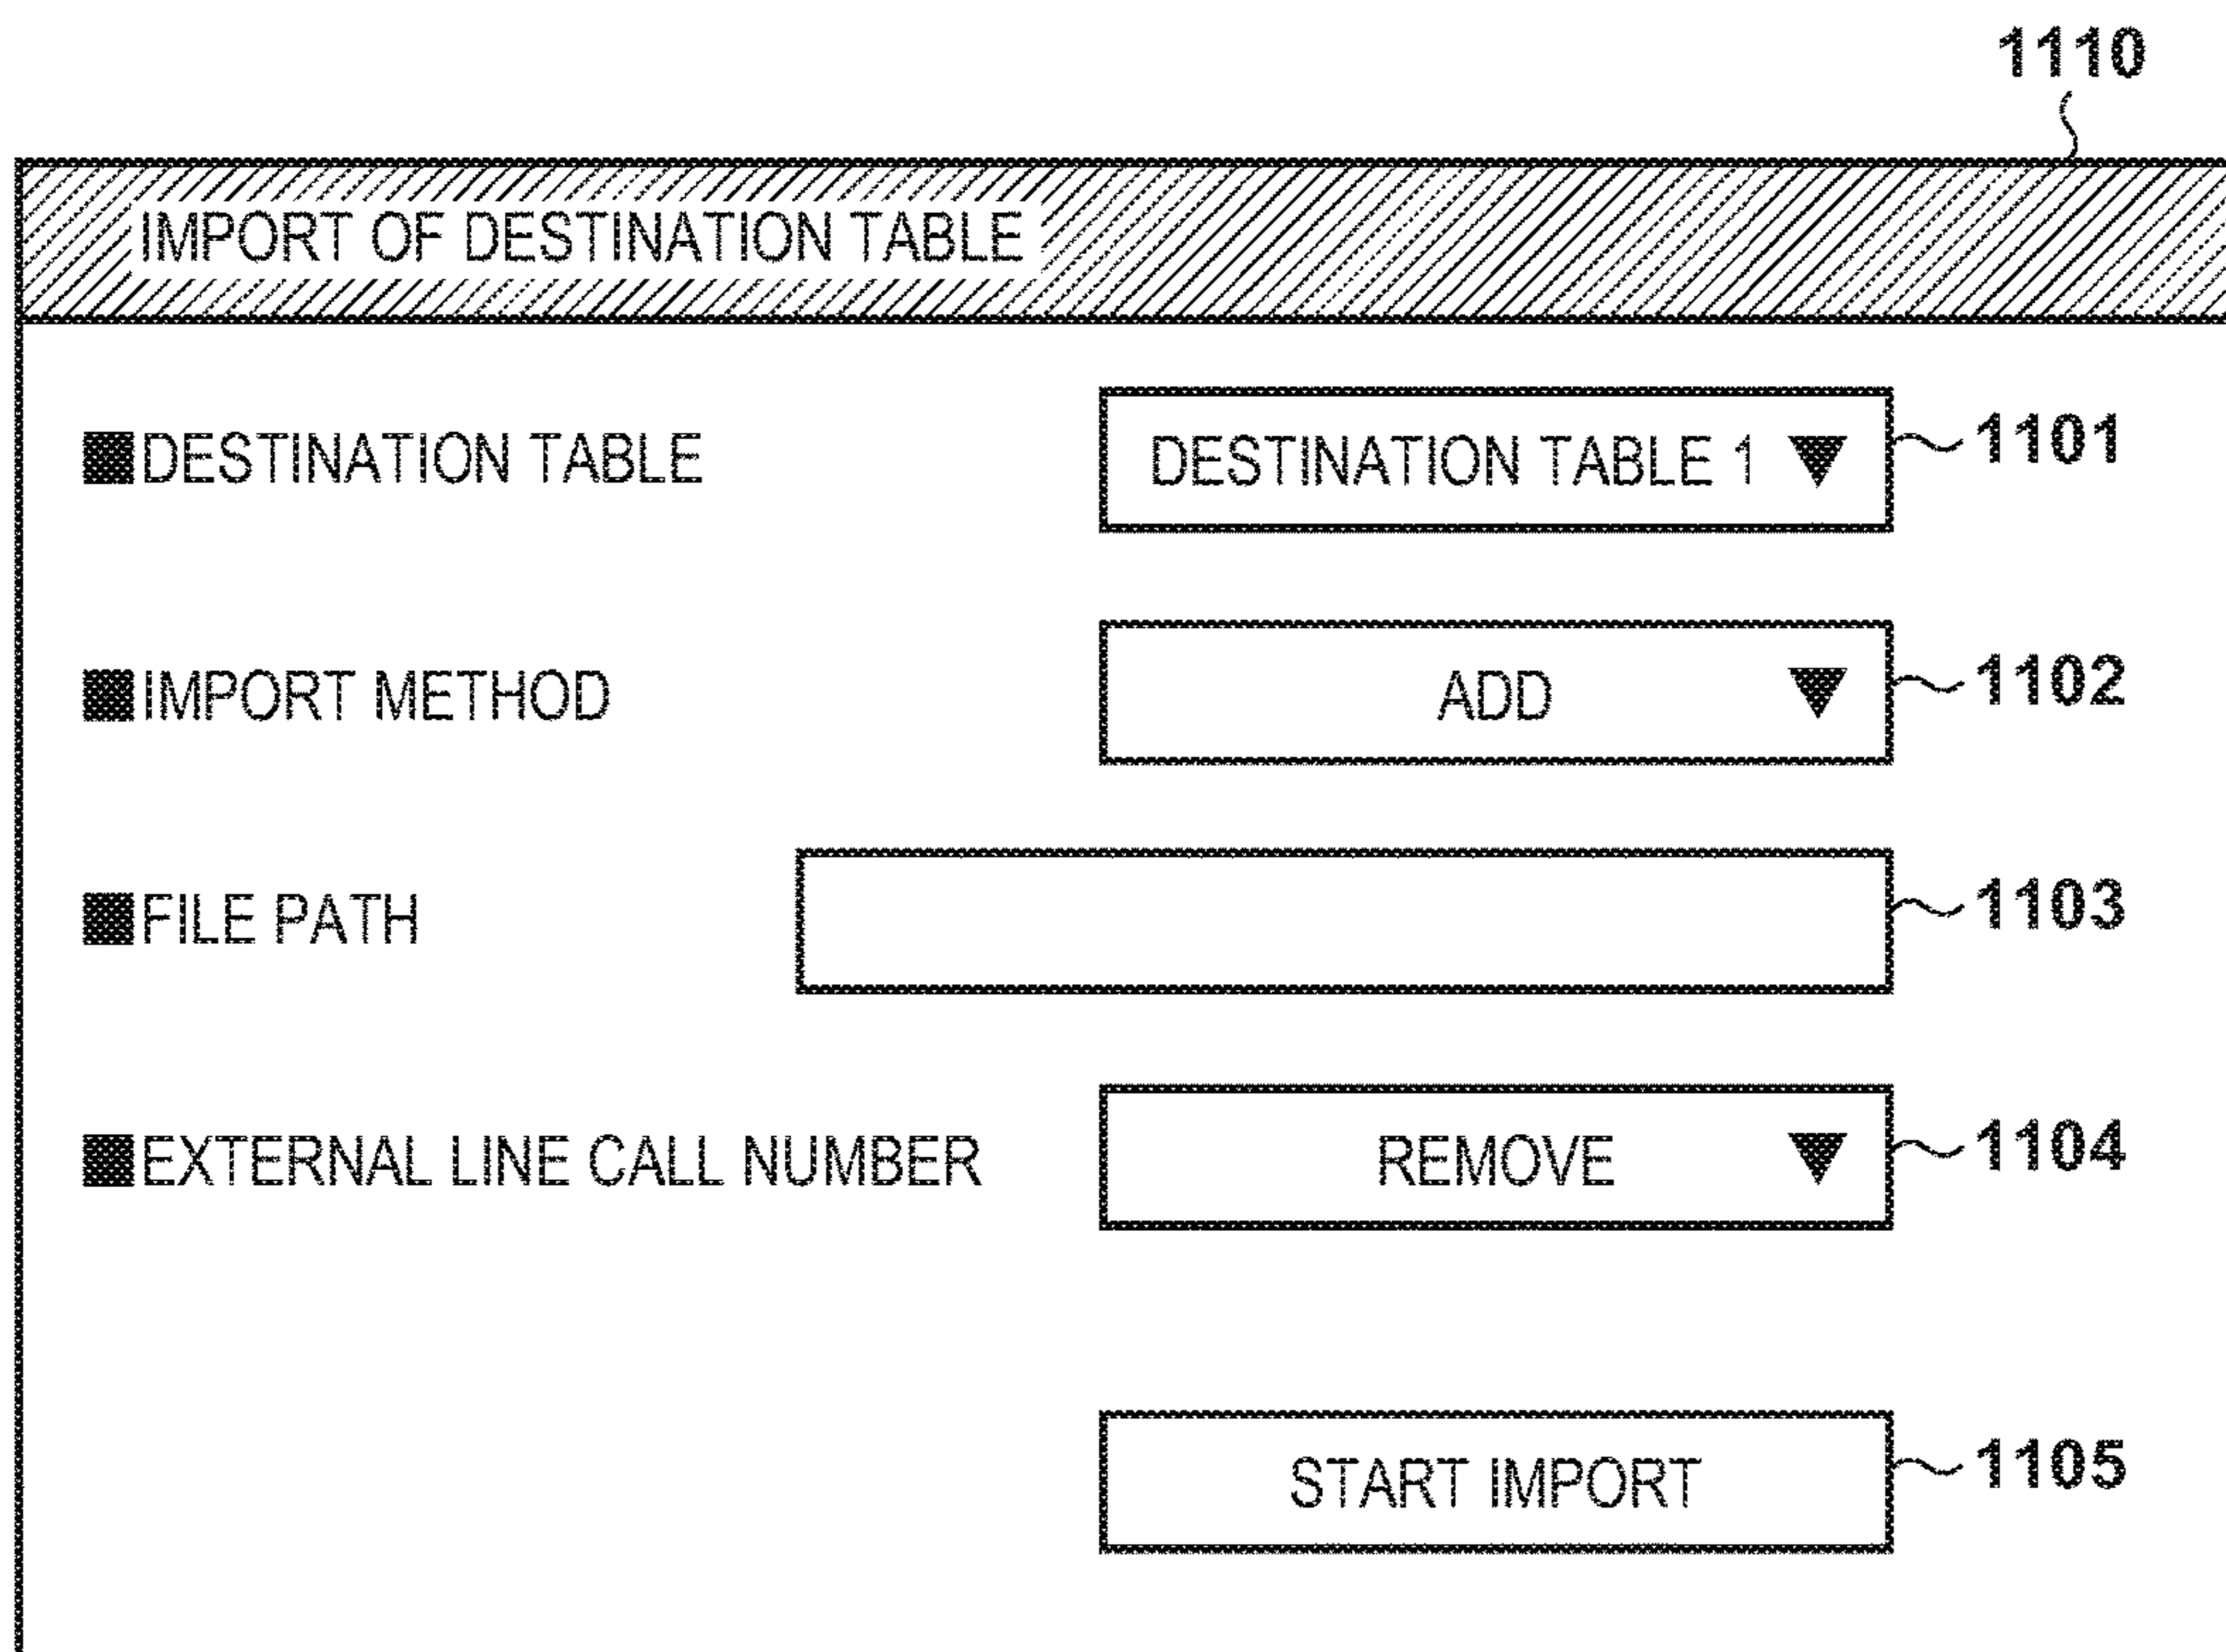 1110
IMPORT OF DESTINATION TABLE
■DESTINATION TABLE DESTINATION TABLE 1 ▼ 1101
■IMPORT METHOD ADD ▼ 1102
■FILE PATH 1103
■EXTERNAL LINE CALL NUMBER REMOVE ▼ 1104
START IMPORT 1105